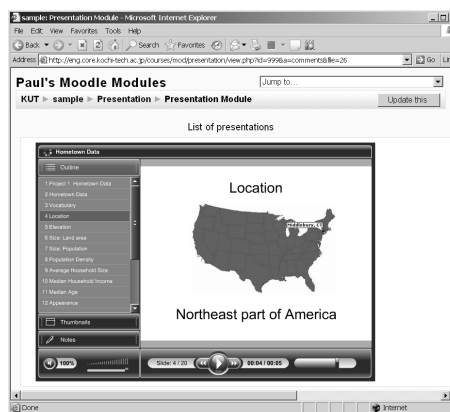 sample: Presentation Module - Microsoft Internet Explorer
File Edit View Favorites Tools Help
Back Search Favorites
Address http://eng.core.kochi-tech.ac.jp/courses/mod/presentation/view.php?id=999&a=comments&file=26 Go Lin
Paul's Moodle Modules
Jump to...
KUT ► sample ► Presentation ► Presentation Module
Update this
List of presentations
Hometown Data
Outline
1 Project 1 Hometown Data
2 Hometown Data
3 Vocabulary
4 Location
5 Elevation
6 Size: Land area
7 Size: Population
8 Population Density
9 Average Household Size
10 Median Household Income
11 Median Age
12 Appearance
Thumbnails
Notes
Location
Middlebury, CT
Northeast part of America
100%
Slide: 4 / 20
00:04 / 00:05
Done
Internet